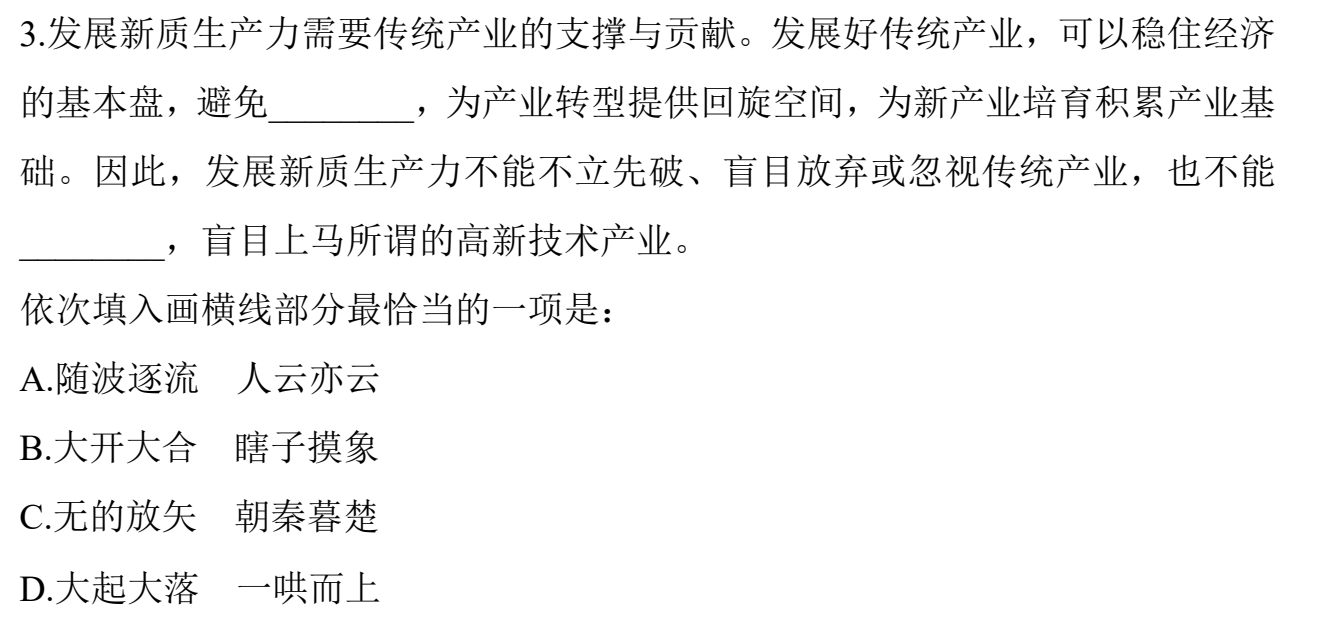 3.发展新质生产力需要传统产业的支撑与贡献。发展好传统产业，可以稳住经济
的基本盘，避免________，为产业转型提供回旋空间，为新产业培育积累产业基
础。因此，发展新质生产力不能不立先破、盲目放弃或忽视传统产业，也不能
________，盲目上马所谓的高新技术产业。
依次填入画横线部分最恰当的一项是：
A.随波逐流　人云亦云
B.大开大合　瞎子摸象
C.无的放矢　朝秦暮楚
D.大起大落　一哄而上